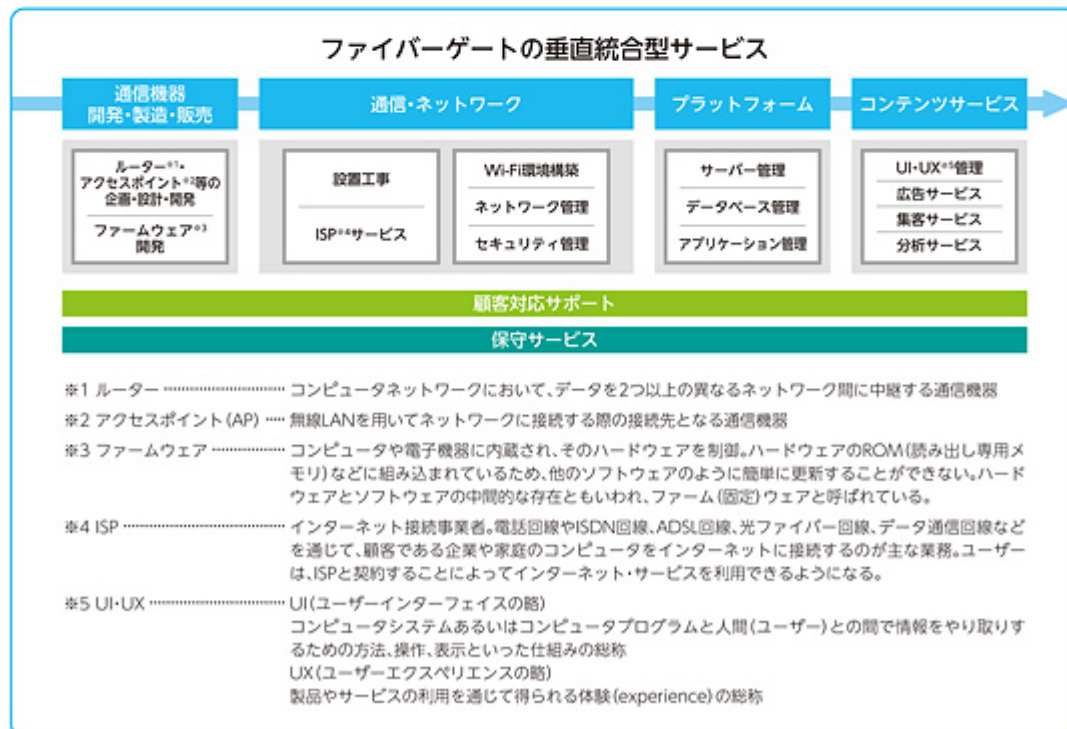 ファイバーゲートの垂直統合型サービス
通信機器
開発・製造・販売
通信・ネットワーク
プラットフォーム
コンテンツサービス
ルーター※1・
アクセスポイント※2等の
企画・設計・開発
ファームウェア※3
開発
設置工事
ISP※4サービス
Wi-Fi環境構築
ネットワーク管理
セキュリティ管理
サーバー管理
データベース管理
アプリケーション管理
UI・UX※5管理
広告サービス
集客サービス
分析サービス
顧客対応サポート
保守サービス
※1 ルーター ………………………… コンピュータネットワークにおいて、データを2つ以上の異なるネットワーク間に中継する通信機器
※2 アクセスポイント(AP) …… 無線LANを用いてネットワークに接続する際の接続先となる通信機器
※3 ファームウェア ………………… コンピュータや電子機器に内蔵され、そのハードウェアを制御。ハードウェアのROM(読み出し専用メ
モリ)などに組み込まれているため、他のソフトウェアのように簡単に更新することができない。ハード
ウェアとソフトウェアの中間的な存在ともいわれ、ファーム(固定)ウェアと呼ばれている。
※4 ISP ……………………………… インターネット接続事業者。電話回線やISDN回線、ADSL回線、光ファイバー回線、データ通信回線など
を通じて、顧客である企業や家庭のコンピュータをインターネットに接続するのが主な業務。ユーザー
は、ISPと契約することによってインターネット・サービスを利用できるようになる。
※5 UI・UX ………………………… UI(ユーザーインターフェイスの略)
コンピュータシステムあるいはコンピュータプログラムと人間(ユーザー)との間で情報をやり取りす
るための方法、操作、表示といった仕組みの総称
UX(ユーザーエクスペリエンスの略)
製品やサービスの利用を通じて得られる体験(experience)の総称